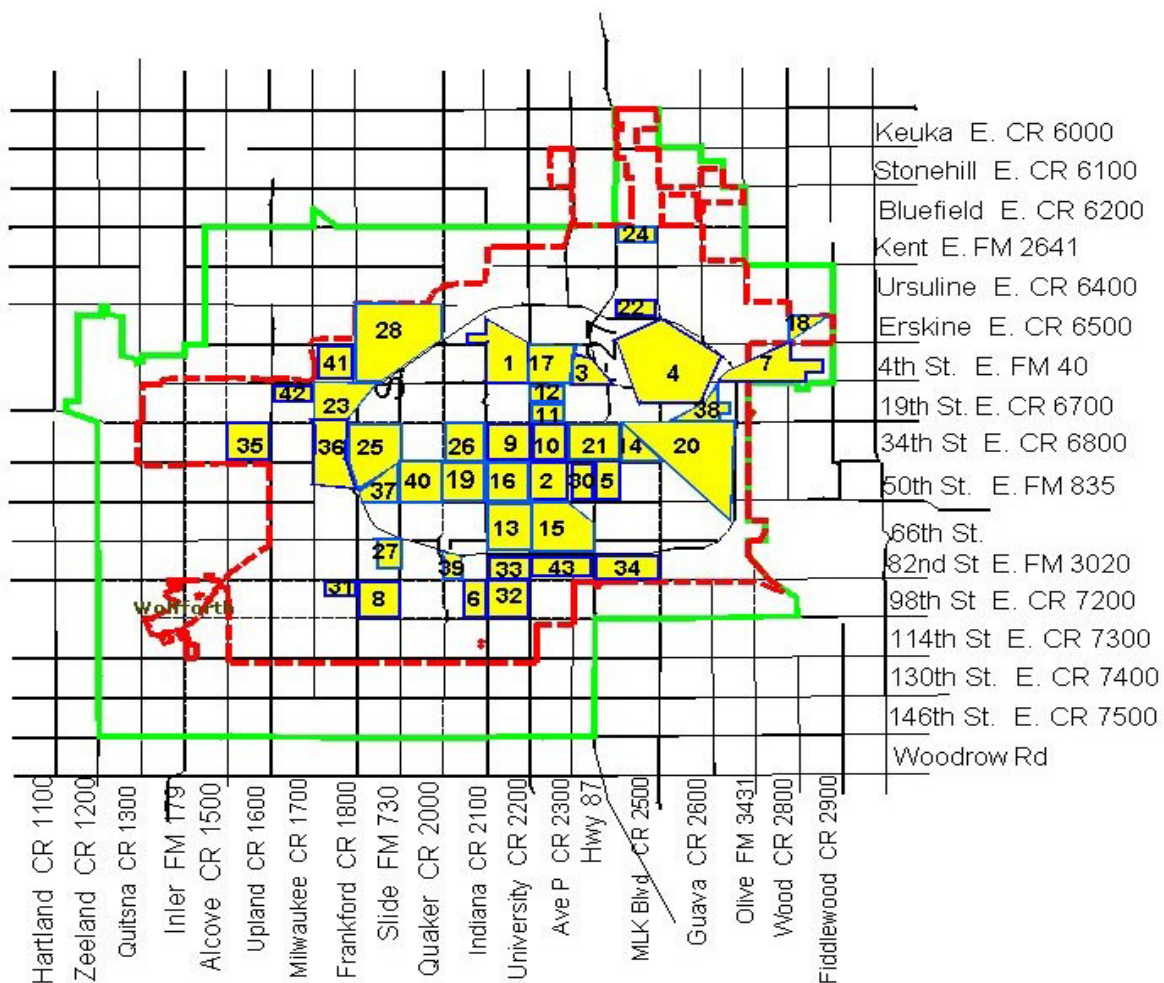 Keuka E. CR 6000
Stonehill E. CR 6100
Bluefield E. CR 6200
24
Kent E. FM 2641
Ursuline E. CR 6400
22
28
18
Erskine E. CR 6500
41
1
17
3
4
7
4th St. E. FM 40
42
12
23
11
38
19th St. E. CR 6700
35
36
25
26
9
10
21
14
20
34th St E. CR 6800
37
40
19
16
2
30
5
50th St. E. FM 835
13
15
66th St.
27
39
33
43
34
82nd St E. FM 3020
31
8
6
32
Wolfforth
98th St E. CR 7200
114th St E. CR 7300
130th St. E. CR 7400
146th St. E. CR 7500
Woodrow Rd
Hartland CR 1100
Zeeland CR 1200
Quitsna CR 1300
Inler FM 179
Alcove CR 1500
Upland CR 1600
Milwaukee CR 1700
Frankford CR 1800
Slide FM 730
Quaker CR 2000
Indiana CR 2100
University CR 2200
Ave P CR 2300
Hwy 87
MLK Blvd CR 2500
Guava CR 2600
Olive FM 3431
Wood CR 2800
Fiddlewood CR 2900